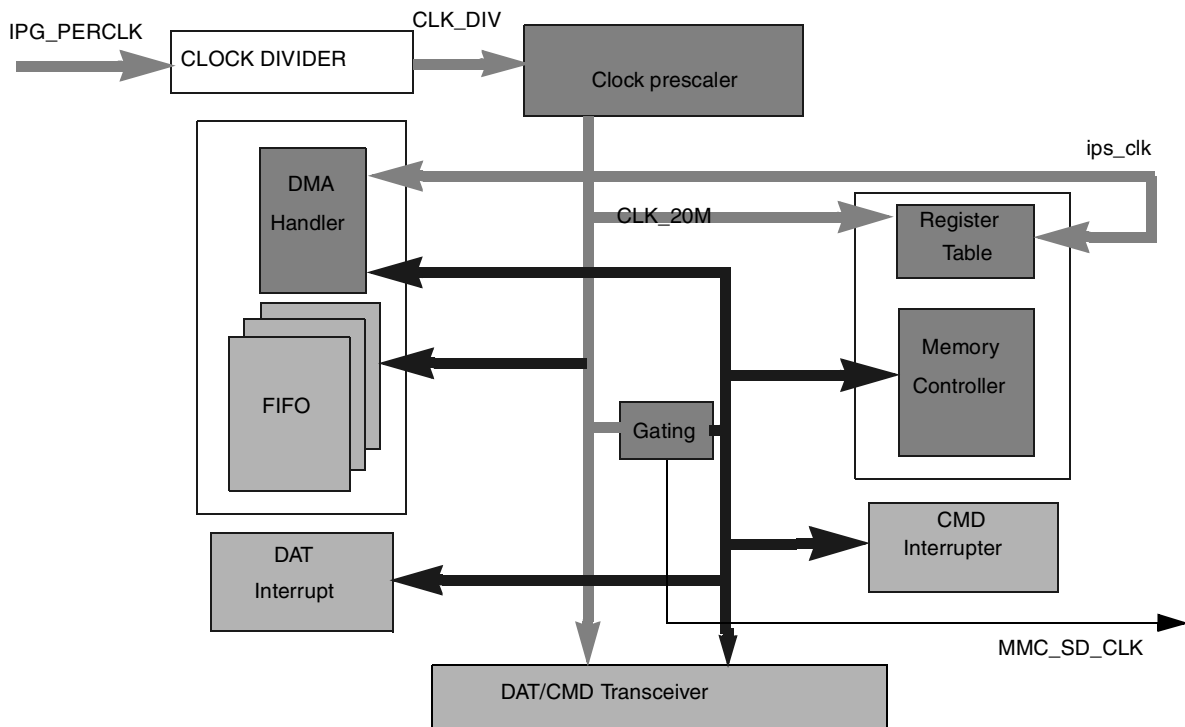 IPG_PERCLK
CLK_DIV
CLOCK DIVIDER
Clock prescaler
ips_clk
DMA
Handler
CLK_20M
Register
Table
Memory
Controller
FIFO
Gating
DAT
Interrupt
CMD
Interrupter
MMC_SD_CLK
DAT/CMD Transceiver